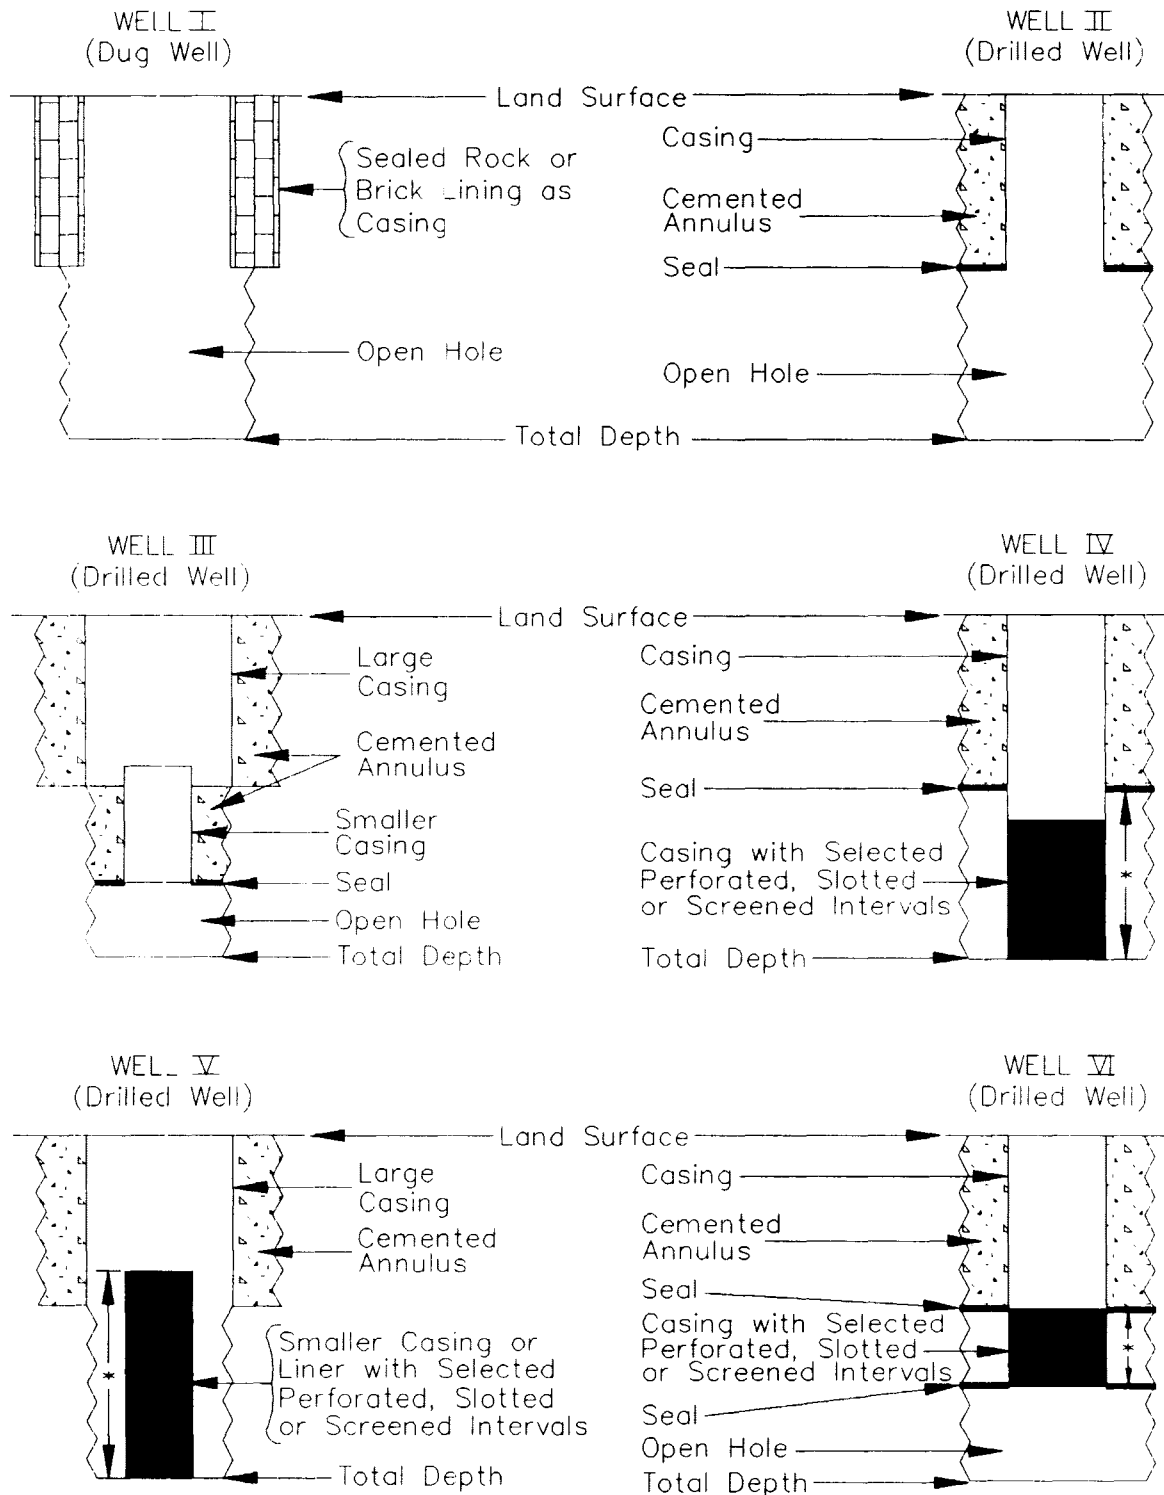 WELL I
(Dug Well)
WELL II
(Drilled Well)
Land Surface
Sealed Rock or
Brick Lining as
Casing
Casing
Cemented
Annulus
Seal
Open Hole
Open Hole
Total Depth
WELL III
(Drilled Well)
WELL IV
(Drilled Well)
Land Surface
Large
Casing
Cemented
Annulus
Smaller
Casing
Seal
Open Hole
Total Depth
Casing
Cemented
Annulus
Seal
Casing with Selected
Perforated, Slotted
or Screened Intervals
*
Total Depth
WELL V
(Drilled Well)
WELL VI
(Drilled Well)
Land Surface
Large
Casing
Cemented
Annulus
*
Smaller Casing or
Liner with Selected
Perforated, Slotted
or Screened Intervals
Total Depth
Casing
Cemented
Annulus
Seal
Casing with Selected
Perforated, Slotted
or Screened Intervals
*
Seal
Open Hole
Total Depth